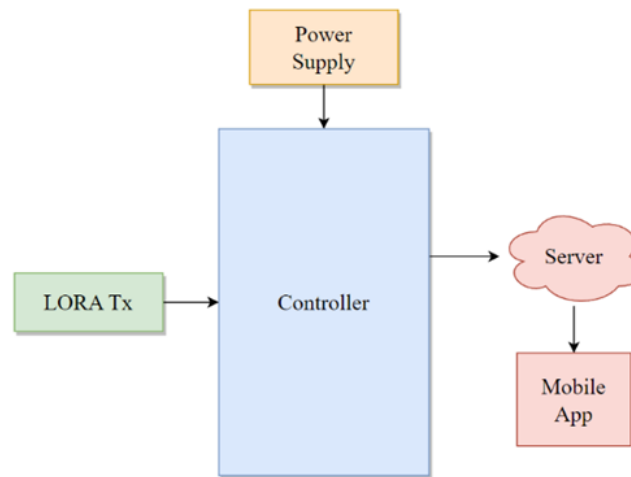 Power
Supply
LORA Tx
Controller
Server
Mobile
App